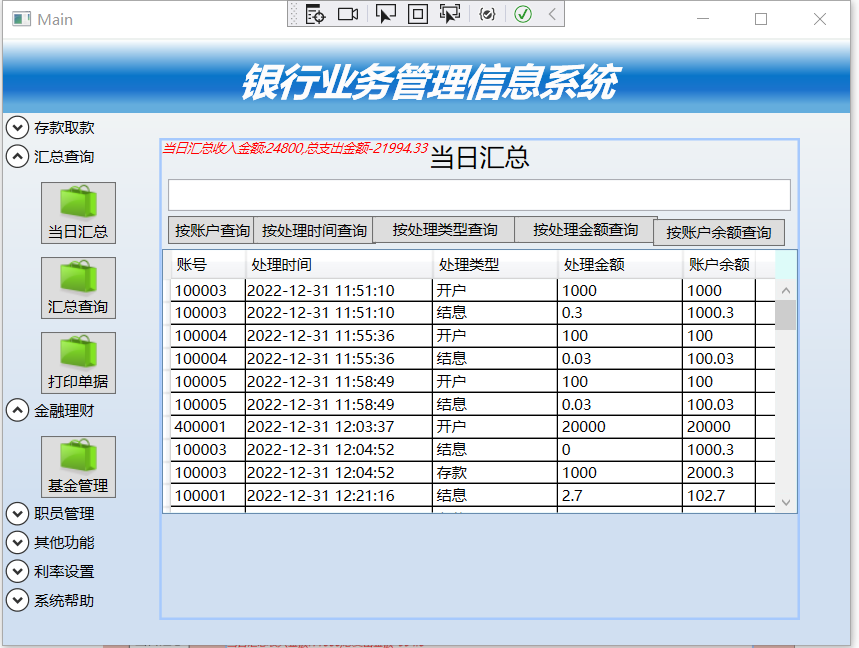 Main
银行业务管理信息系统
存款取款
汇总查询
当日汇总
汇总查询
打印单据
金融理财
基金管理
职员管理
其他功能
利率设置
系统帮助
当日汇总收入金额:24800,总支出金额-21994.33
当日汇总
按账户查询 按处理时间查询 按处理类型查询 按处理金额查询 按账户余额查询
账号 处理时间 处理类型 处理金额 账户余额
100003 2022-12-31 11:51:10 开户 1000 1000
100003 2022-12-31 11:51:10 结息 0.3 1000.3
100004 2022-12-31 11:55:36 开户 100 100
100004 2022-12-31 11:55:36 结息 0.03 100.03
100005 2022-12-31 11:58:49 开户 100 100
100005 2022-12-31 11:58:49 结息 0.03 100.03
400001 2022-12-31 12:03:37 开户 20000 20000
100003 2022-12-31 12:04:52 结息 0 1000.3
100003 2022-12-31 12:04:52 存款 1000 2000.3
100001 2022-12-31 12:21:16 结息 2.7 102.7